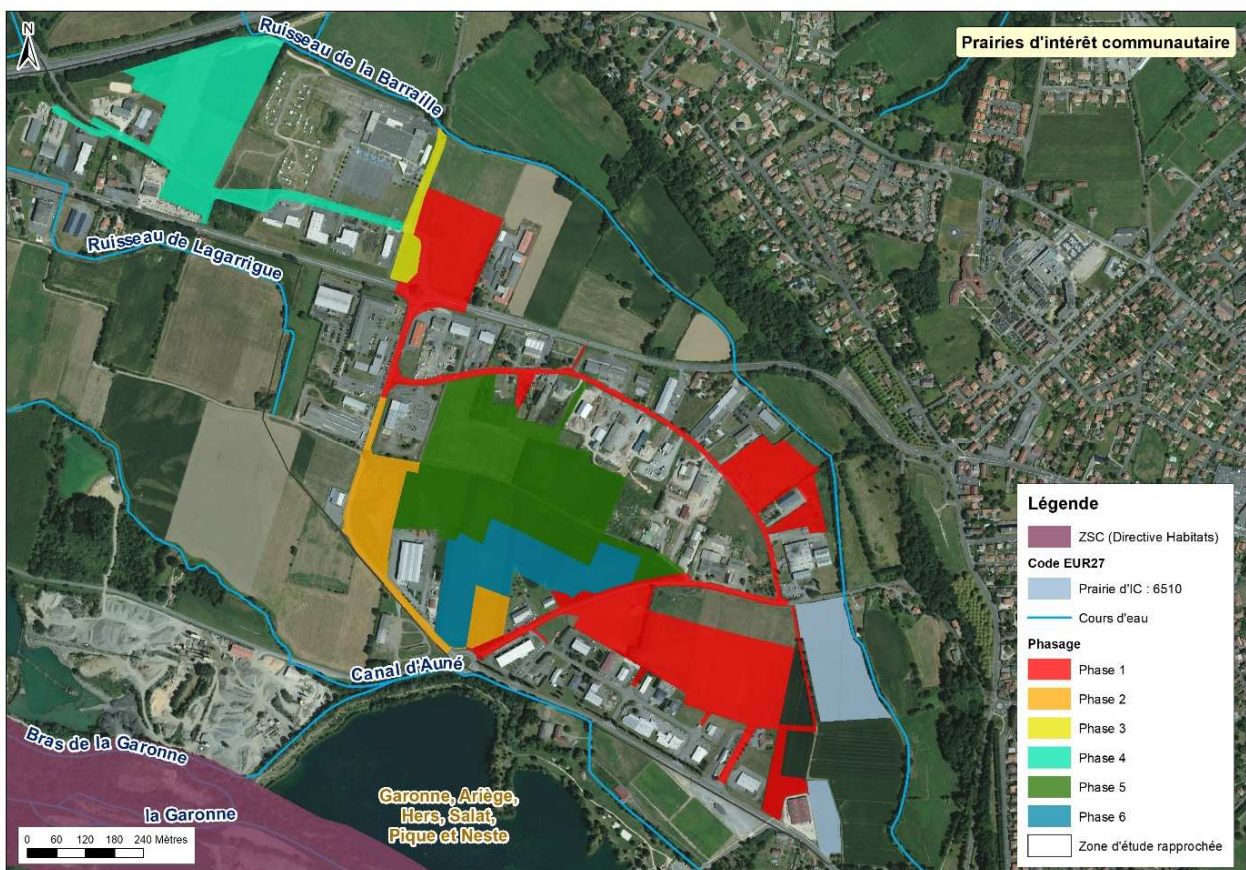 N
Prairies d'intérêt communautaire
Ruisseau de la Barraille
Ruisseau de Lagarrigue
Canal d'Auné
Bras de la Garonne
la Garonne
Garonne, Ariège,
Hers, Salat,
Pique et Neste
0 60 120 180 240 Mètres
Légende
ZSC (Directive Habitats)
Code EUR27
Prairie d'IC : 6510
Cours d'eau
Phasage
Phase 1
Phase 2
Phase 3
Phase 4
Phase 5
Phase 6
Zone d'étude rapprochée